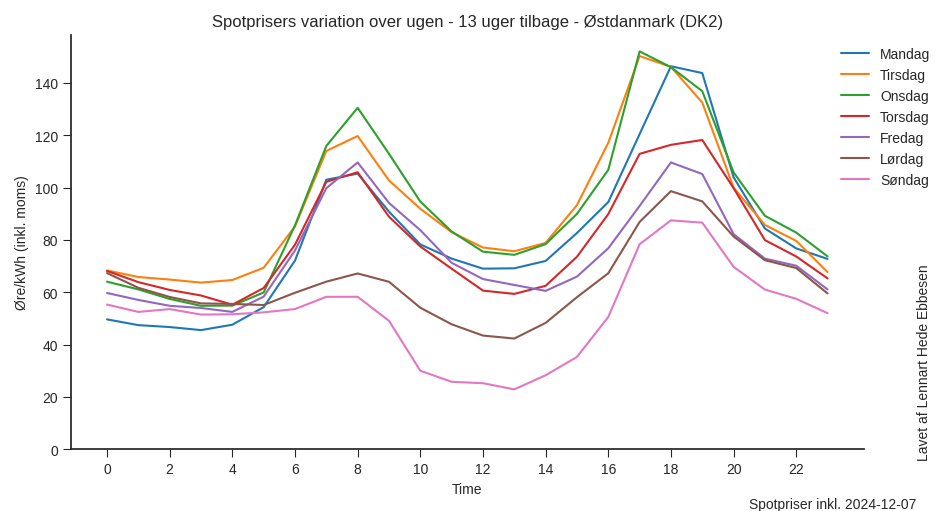 Spotprisers variation over ugen - 13 uger tilbage - Østdanmark (DK2)
Øre/kWh (inkl. moms)
140
120
100
80
60
40
20
0
0 2 4 6 8 10 12 14 16 18 20 22
Time
Mandag
Tirsdag
Onsdag
Torsdag
Fredag
Lørdag
Søndag
Lavet af Lennart Hede Ebbesen
Spotpriser inkl. 2024-12-07